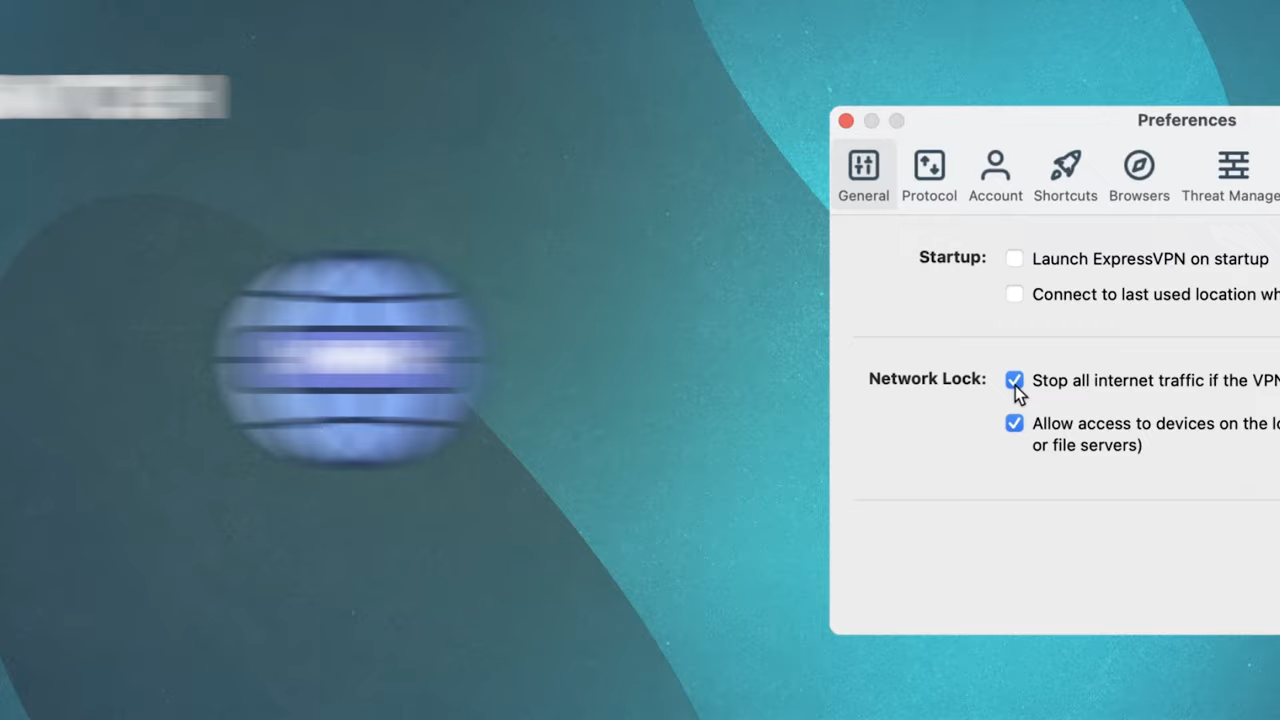 Preferences
General Protocol Account Shortcuts Browsers Threat Manage
Startup: Launch ExpressVPN on startup
Connect to last used location wh
Network Lock: Stop all internet traffic if the VPN
Allow access to devices on the lo
or file servers)